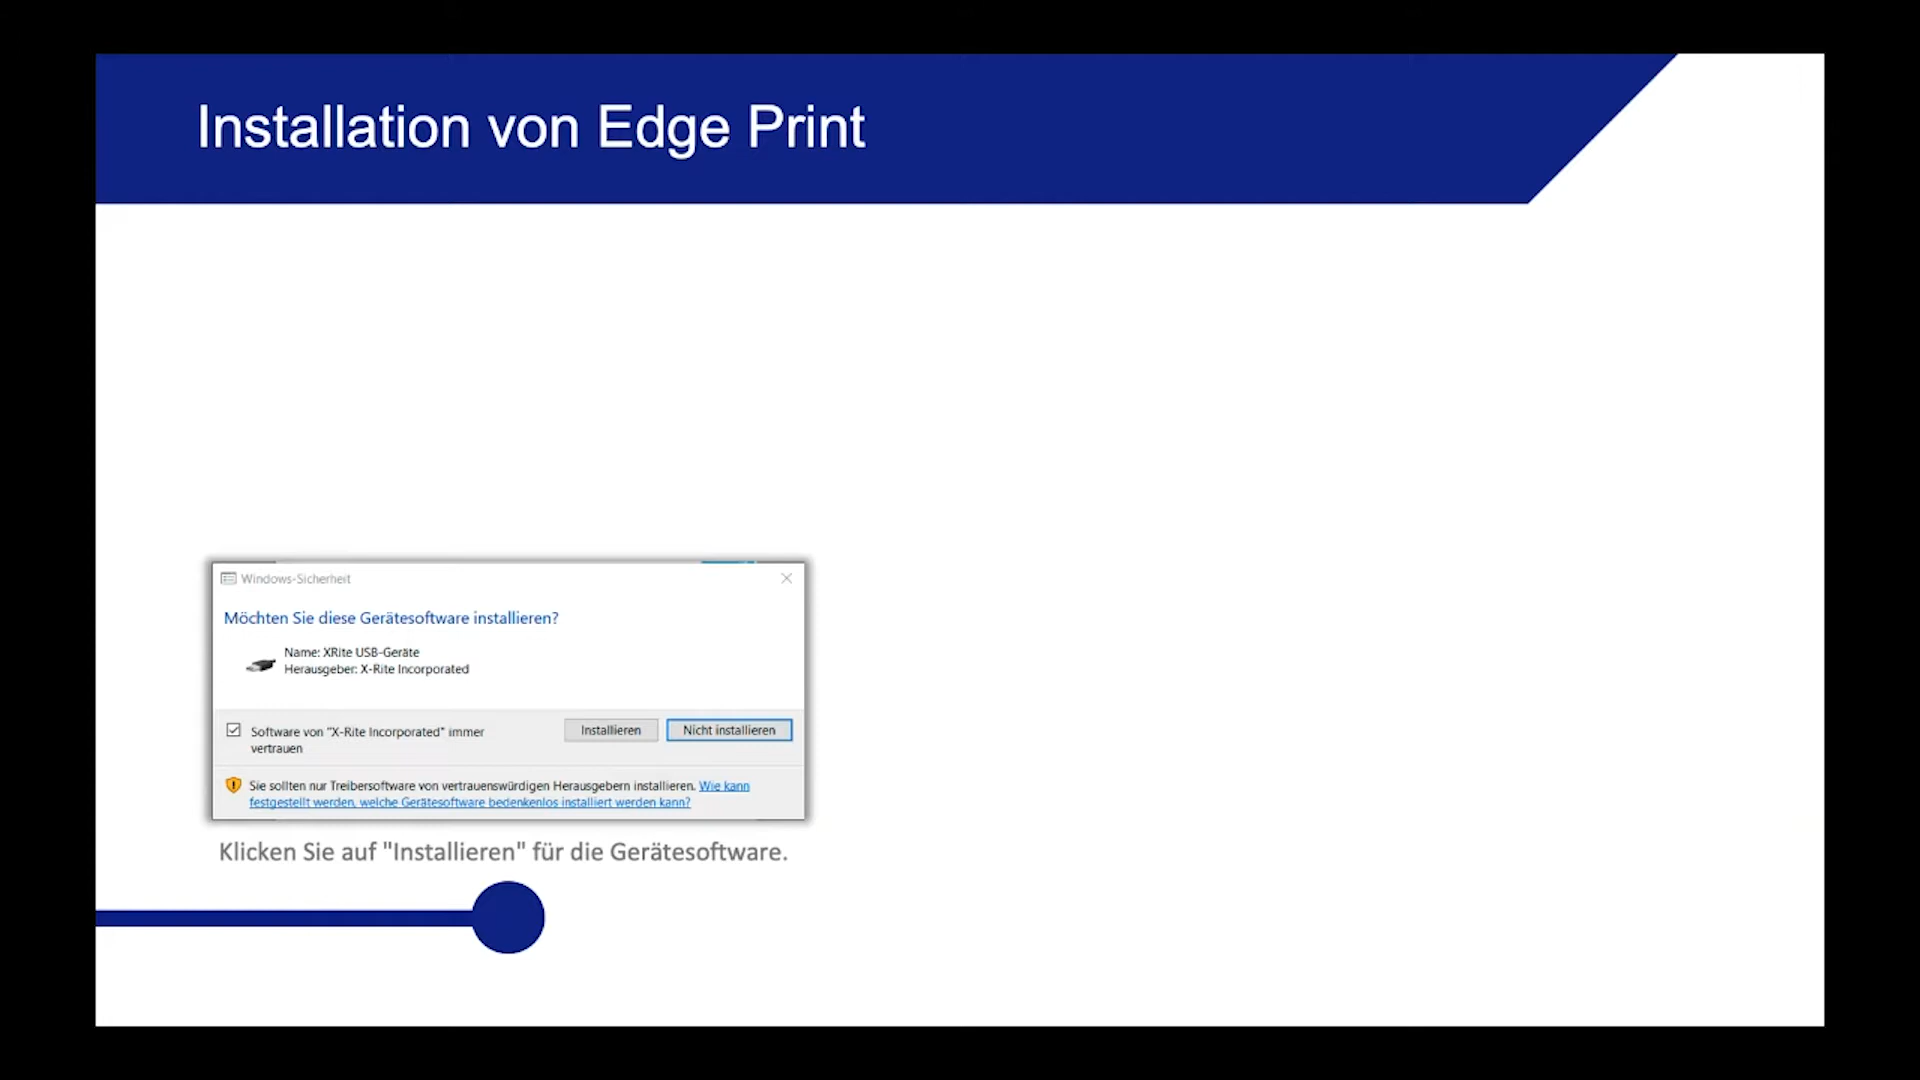 Installation von Edge Print
Windows-Sicherheit
Möchten Sie diese Gerätesoftware installieren?
Name: XRite USB-Geräte
Herausgeber: X-Rite Incorporated
Software von "X-Rite Incorporated" immer
vertrauen
Installieren
Nicht installieren
Sie sollten nur Treibersoftware von vertrauenswürdigen Herausgebern installieren. Wie kann
festgestellt werden, welche Gerätesoftware bedenkenlos installiert werden kann?
Klicken Sie auf "Installieren" für die Gerätesoftware.